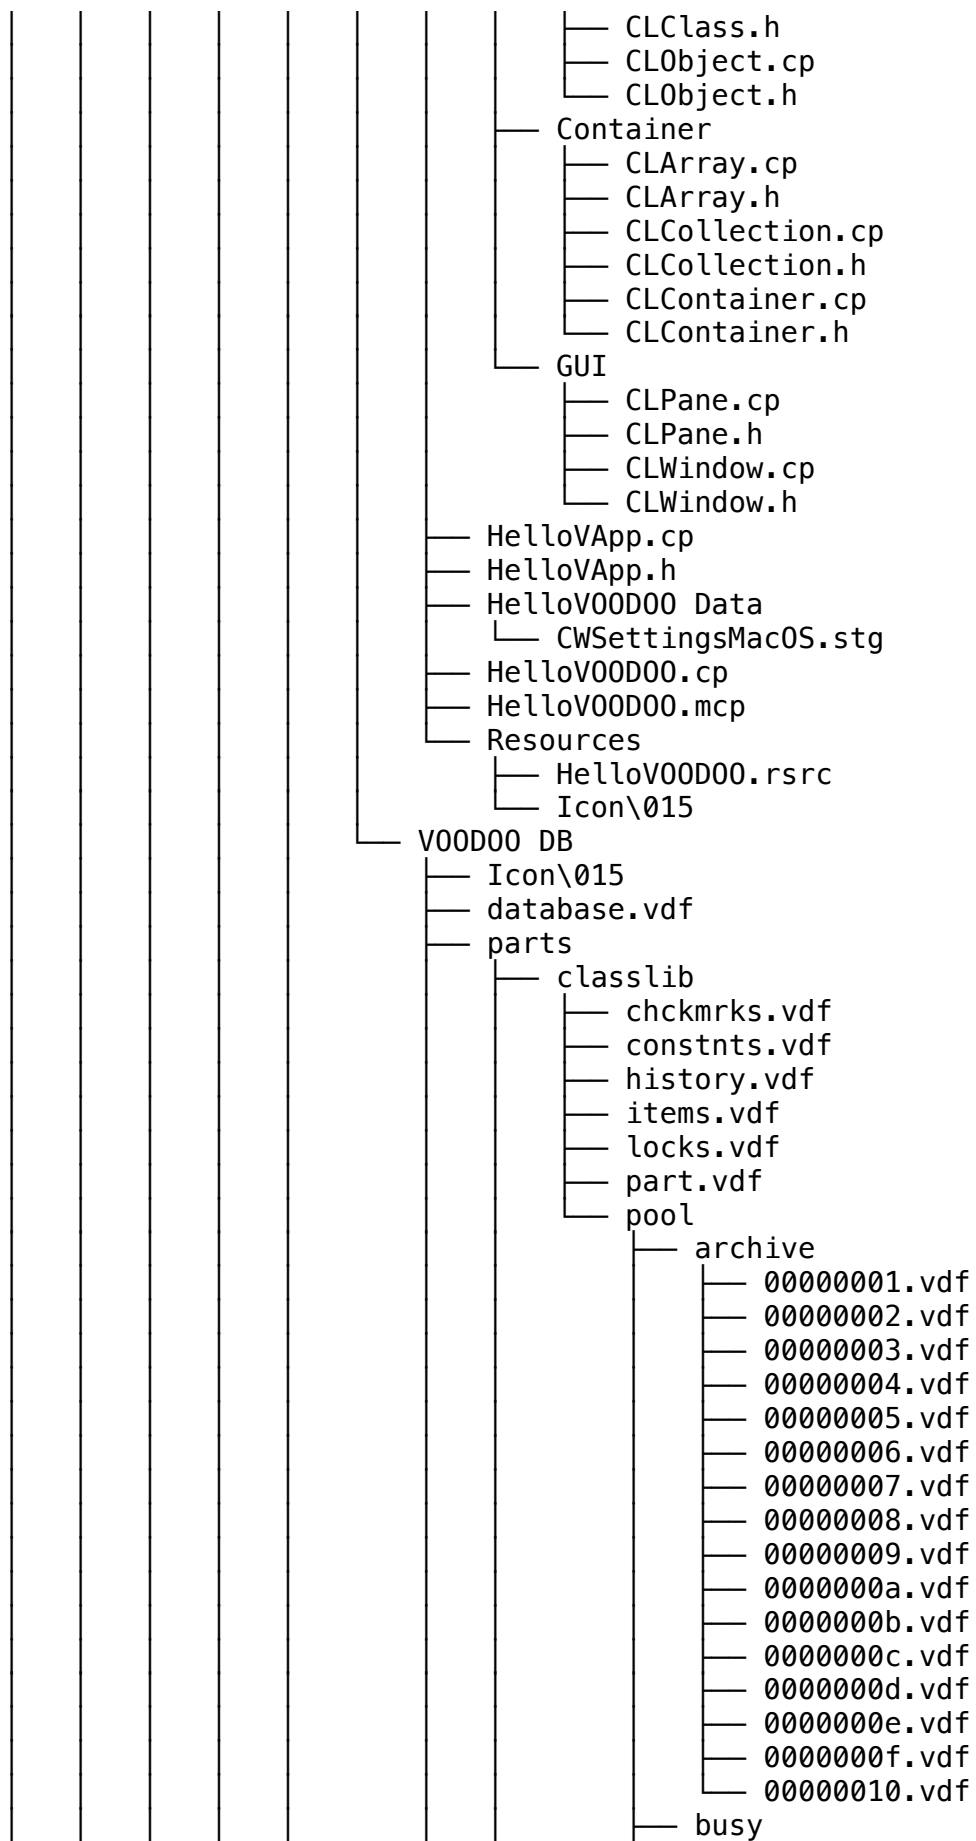 CLClass.h
CLObject.cp
CLObject.h
Container
CLArray.cp
CLArray.h
CLCollection.cp
CLCollection.h
CLContainer.cp
CLContainer.h
GUI
CLPane.cp
CLPane.h
CLWindow.cp
CLWindow.h
HelloVApp.cp
HelloVApp.h
HelloVOODOO Data
CWSettingsMacOS.stg
HelloVOODOO.cp
HelloVOODOO.mcp
Resources
HelloVOODOO.rsrc
Icon\015
VOODOO DB
Icon\015
database.vdf
parts
classlib
chckmrks.vdf
constnts.vdf
history.vdf
items.vdf
locks.vdf
part.vdf
pool
archive
00000001.vdf
00000002.vdf
00000003.vdf
00000004.vdf
00000005.vdf
00000006.vdf
00000007.vdf
00000008.vdf
00000009.vdf
0000000a.vdf
0000000b.vdf
0000000c.vdf
0000000d.vdf
0000000e.vdf
0000000f.vdf
00000010.vdf
busy